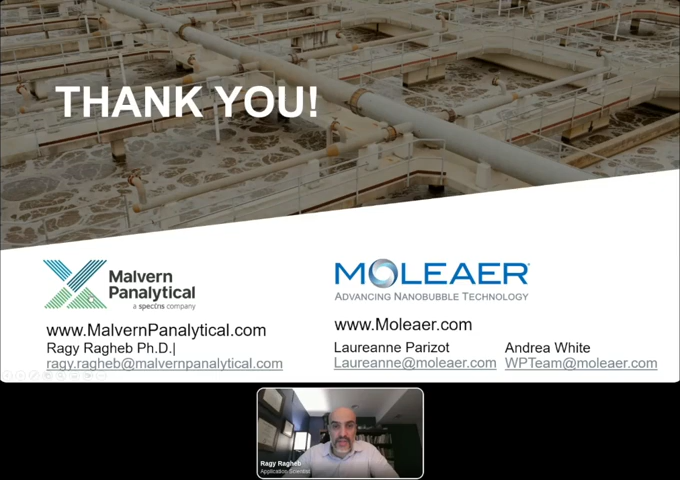 THANK YOU!
Malvern
Panalytical
a spectris company
www.MalvernPanalytical.com
Ragy Ragheb Ph.D.|
ragy.ragheb@malvernpanalytical.com
MOLEAER
ADVANCING NANOBUBBLE TECHNOLOGY
www.Moleaer.com
Laureanne Parizot
Laureanne@moleaer.com
Andrea White
WPTeam@moleaer.com
Ragy Ragheb
Application Scientist